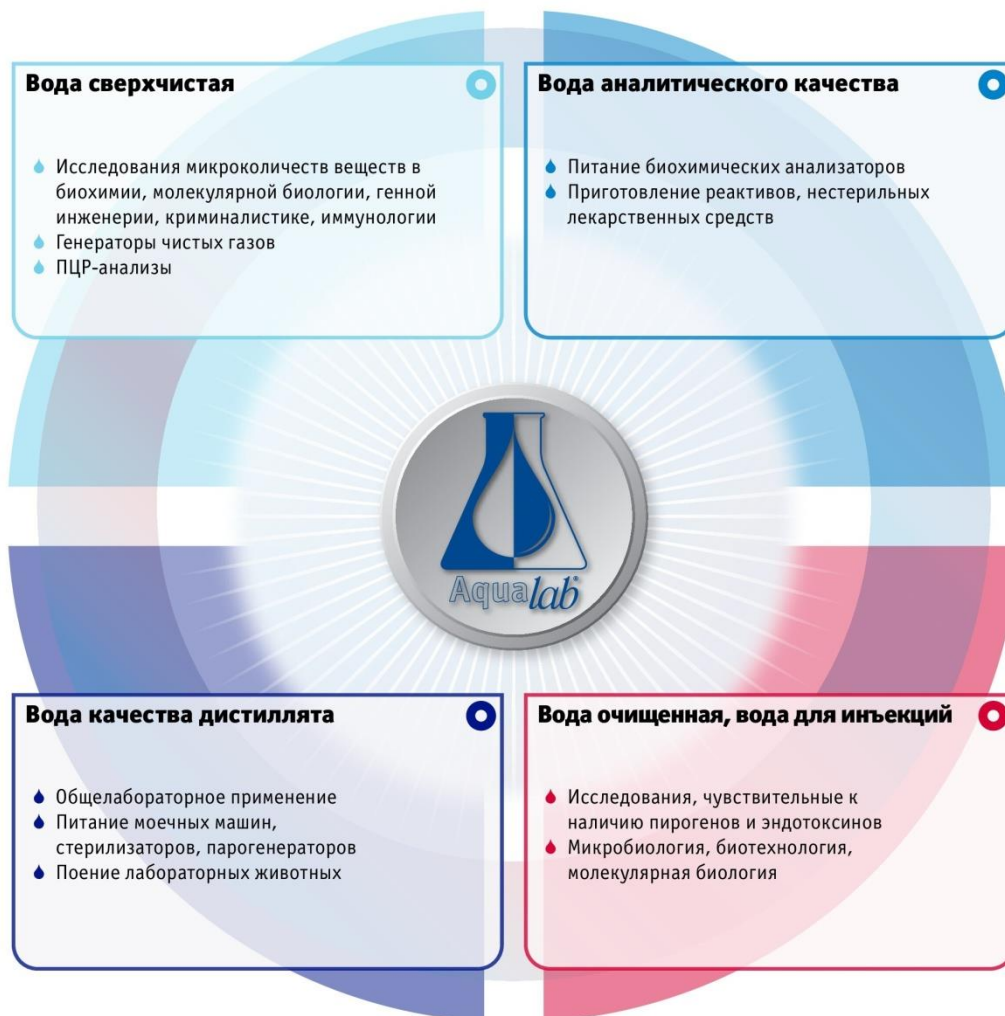 Вода сверхчистая
Исследования микроколичеств веществ в
биохимии, молекулярной биологии, генной
инженерии, криминалистике, иммунологии
Генераторы чистых газов
ПЦР-анализы
Вода аналитического качества
Питание биохимических анализаторов
Приготовление реактивов, нестерильных
лекарственных средств
Aqualab®
Вода качества дистиллята
Общелабораторное применение
Питание моечных машин,
стерилизаторов, парогенераторов
Поение лабораторных животных
Вода очищенная, вода для инъекций
Исследования, чувствительные к
наличию пирогенов и эндотоксинов
Микробиология, биотехнология,
молекулярная биология